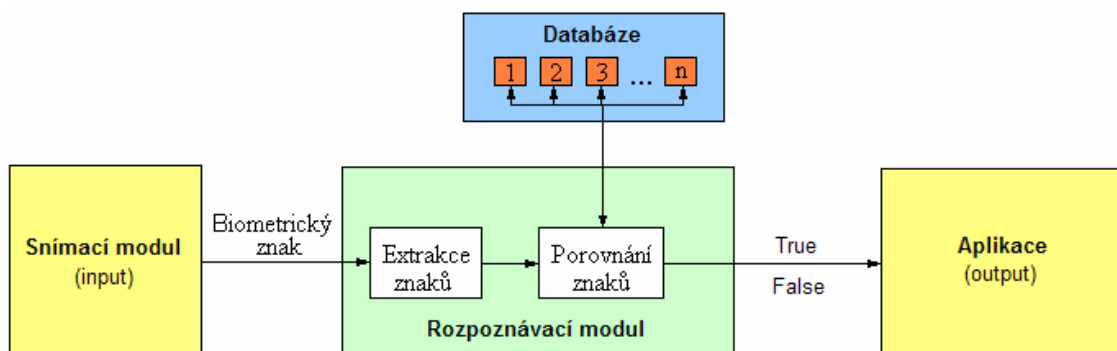 Databáze
1 2 3 ... n
Biometrický
znak
Snímací modul
(input)
Extrakce
znaků
Porovnání
znaků
Rozpoznávací modul
True
False
Aplikace
(output)